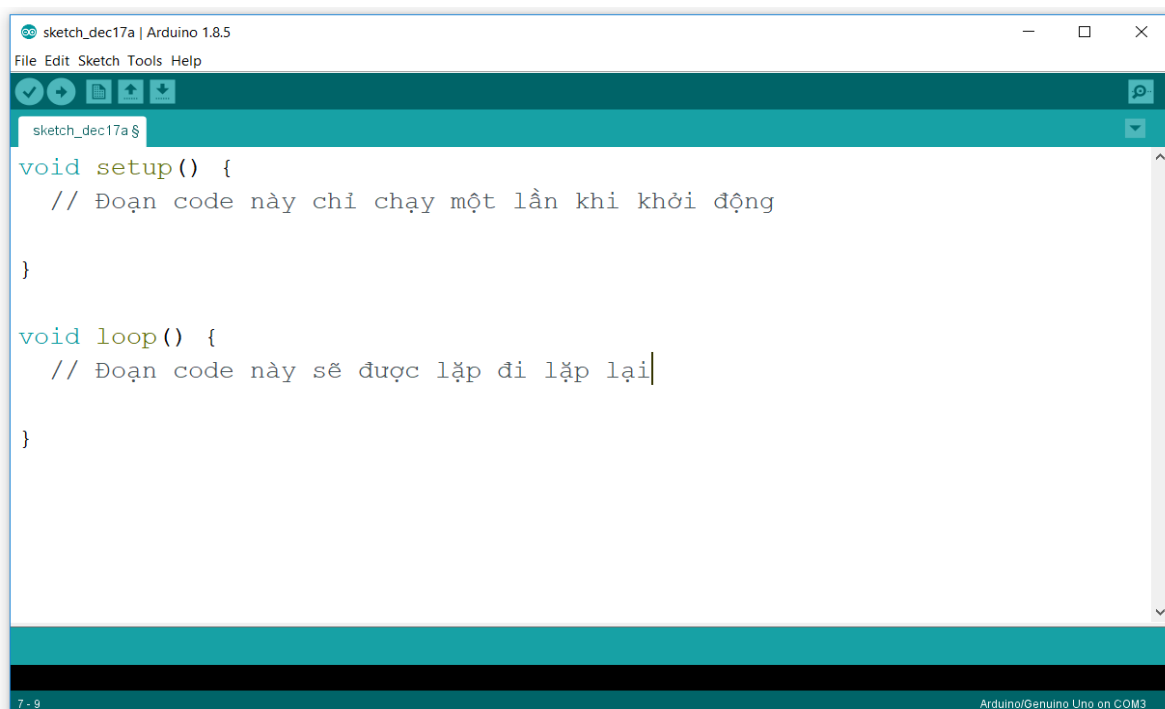 sketch_dec17a | Arduino 1.8.5
File Edit Sketch Tools Help
sketch_dec17a §
void setup() {
  // Đoạn code này chỉ chạy một lần khi khởi động
}
void loop() {
  // Đoạn code này sẽ được lặp đi lặp lại
}
7 - 9
Arduino/Genuino Uno on COM3